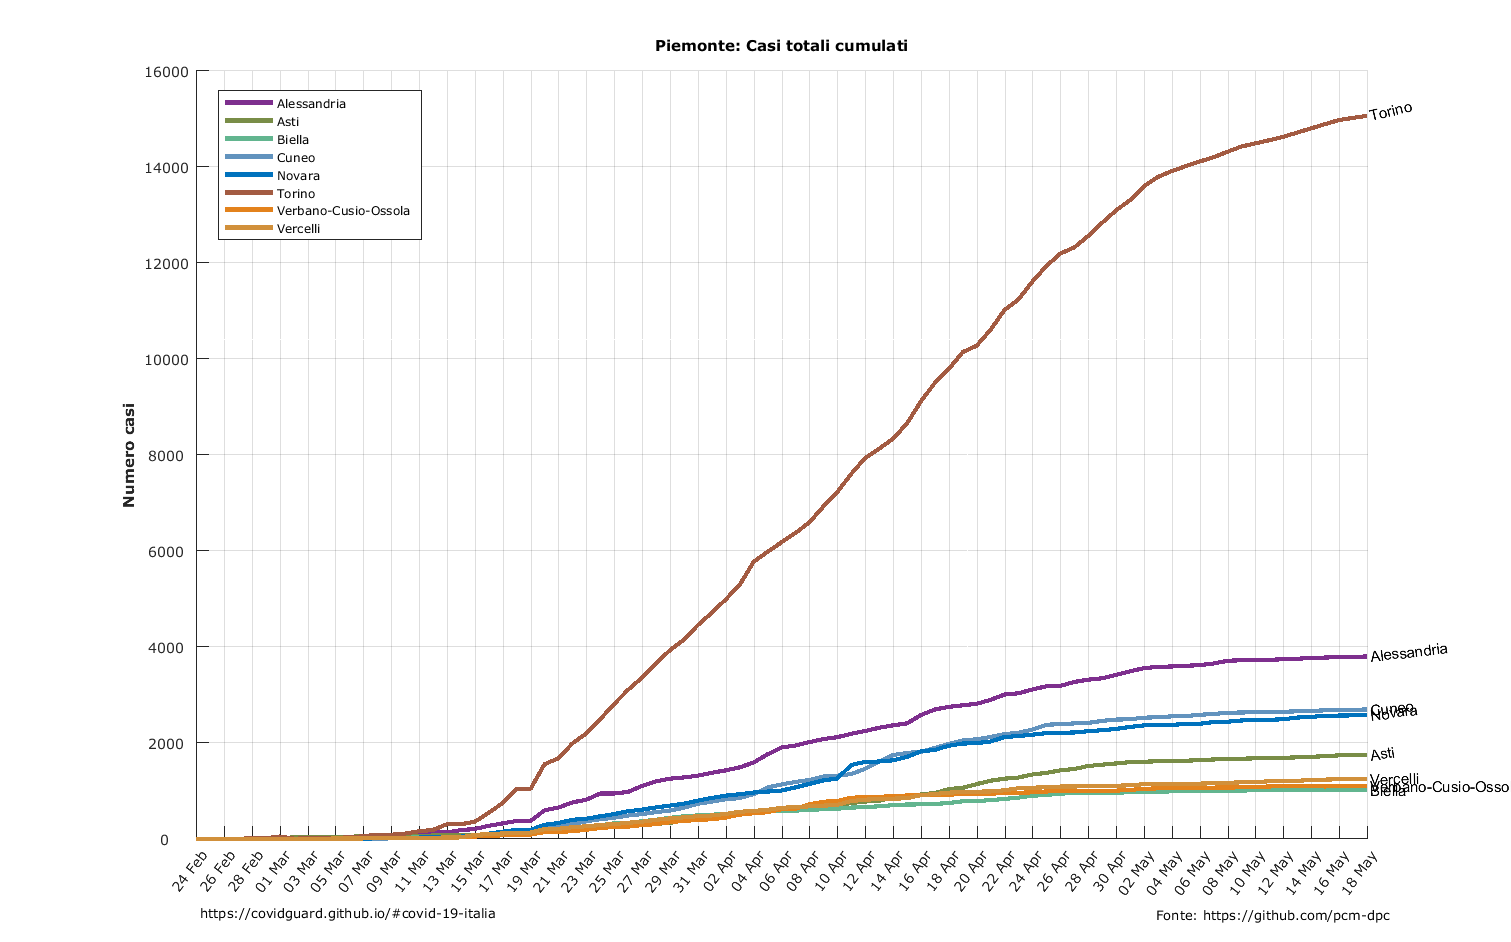 Piemonte: Casi totali cumulati
Numero casi
16000
14000
12000
10000
8000
6000
4000
2000
0
Alessandria
Asti
Biella
Cuneo
Novara
Torino
Verbano-Cusio-Ossola
Vercelli
Torino
Alessandria
Cuneo
Novara
Asti
Vercelli
Verbano-Cusio-Osso
Biella
24 Feb
26 Feb
28 Feb
01 Mar
03 Mar
05 Mar
07 Mar
09 Mar
11 Mar
13 Mar
15 Mar
17 Mar
19 Mar
21 Mar
23 Mar
25 Mar
27 Mar
29 Mar
31 Mar
02 Apr
04 Apr
06 Apr
08 Apr
10 Apr
12 Apr
14 Apr
16 Apr
18 Apr
20 Apr
22 Apr
24 Apr
26 Apr
28 Apr
30 Apr
02 May
04 May
06 May
08 May
10 May
12 May
14 May
16 May
18 May
https://covidguard.github.io/#covid-19-italia
Fonte: https://github.com/pcm-dpc